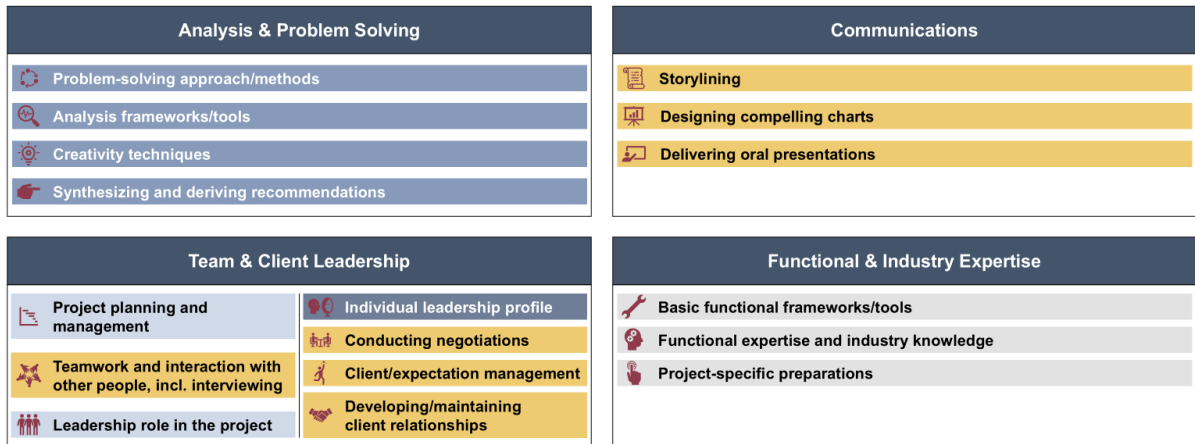 Analysis & Problem Solving
Problem-solving approach/methods
Analysis frameworks/tools
Creativity techniques
Synthesizing and deriving recommendations
Communications
Storylining
Designing compelling charts
Delivering oral presentations
Team & Client Leadership
Project planning and
management
Teamwork and interaction with
other people, incl. interviewing
Leadership role in the project
Individual leadership profile
Conducting negotiations
Client/expectation management
Developing/maintaining
client relationships
Functional & Industry Expertise
Basic functional frameworks/tools
Functional expertise and industry knowledge
Project-specific preparations